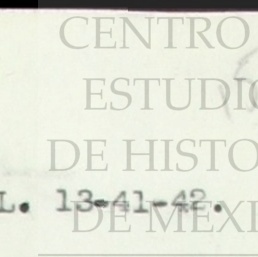 CENTRO
ESTUDIO
DE HISTO
L. 13-41-42.
DE MEXI